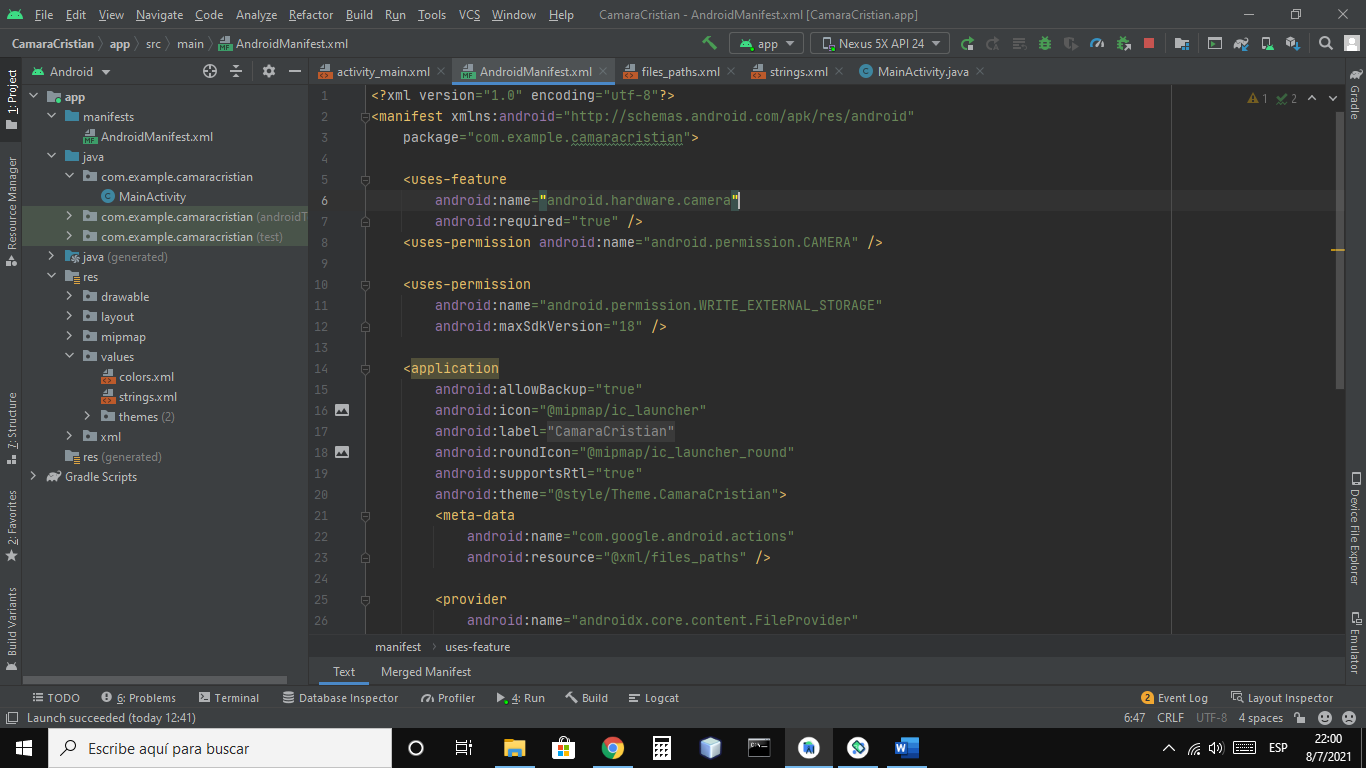 File Edit View Navigate Code Analyze Refactor Build Run Tools VCS Window Help CamaraCristian - AndroidManifest.xml [CamaraCristian.app]
CamaraCristian app src main AndroidManifest.xml app Nexus 5X API 24
Android
activity_main.xml AndroidManifest.xml files_paths.xml strings.xml MainActivity.java
1: Project
Resource Manager
7: Structure
2: Favorites
Build Variants
app
manifests
AndroidManifest.xml
java
com.example.camaracristian
MainActivity
com.example.camaracristian (androidT
com.example.camaracristian (test)
java (generated)
res
drawable
layout
mipmap
values
colors.xml
strings.xml
themes (2)
xml
res (generated)
Gradle Scripts
1 <?xml version="1.0" encoding="utf-8"?>
2 <manifest xmlns:android="http://schemas.android.com/apk/res/android"
3 package="com.example.camaracristian">
4
5 <uses-feature
6 android:name="android.hardware.camera"
7 android:required="true" />
8 <uses-permission android:name="android.permission.CAMERA" />
9
10 <uses-permission
11 android:name="android.permission.WRITE_EXTERNAL_STORAGE"
12 android:maxSdkVersion="18" />
13
14 <application
15 android:allowBackup="true"
16 android:icon="@mipmap/ic_launcher"
17 android:label="CamaraCristian"
18 android:roundIcon="@mipmap/ic_launcher_round"
19 android:supportsRtl="true"
20 android:theme="@style/Theme.CamaraCristian">
21 <meta-data
22 android:name="com.google.android.actions"
23 android:resource="@xml/files_paths" />
24
25 <provider
26 android:name="androidx.core.content.FileProvider"
1 2
Gradle
Device File Explorer
Emulator
manifest uses-feature
Text Merged Manifest
TODO 6: Problems Terminal Database Inspector Profiler 4: Run Build Logcat 2 Event Log Layout Inspector
Launch succeeded (today 12:41) 6:47 CRLF UTF-8 4 spaces
Escribe aquí para buscar
ESP
22:00
8/7/2021